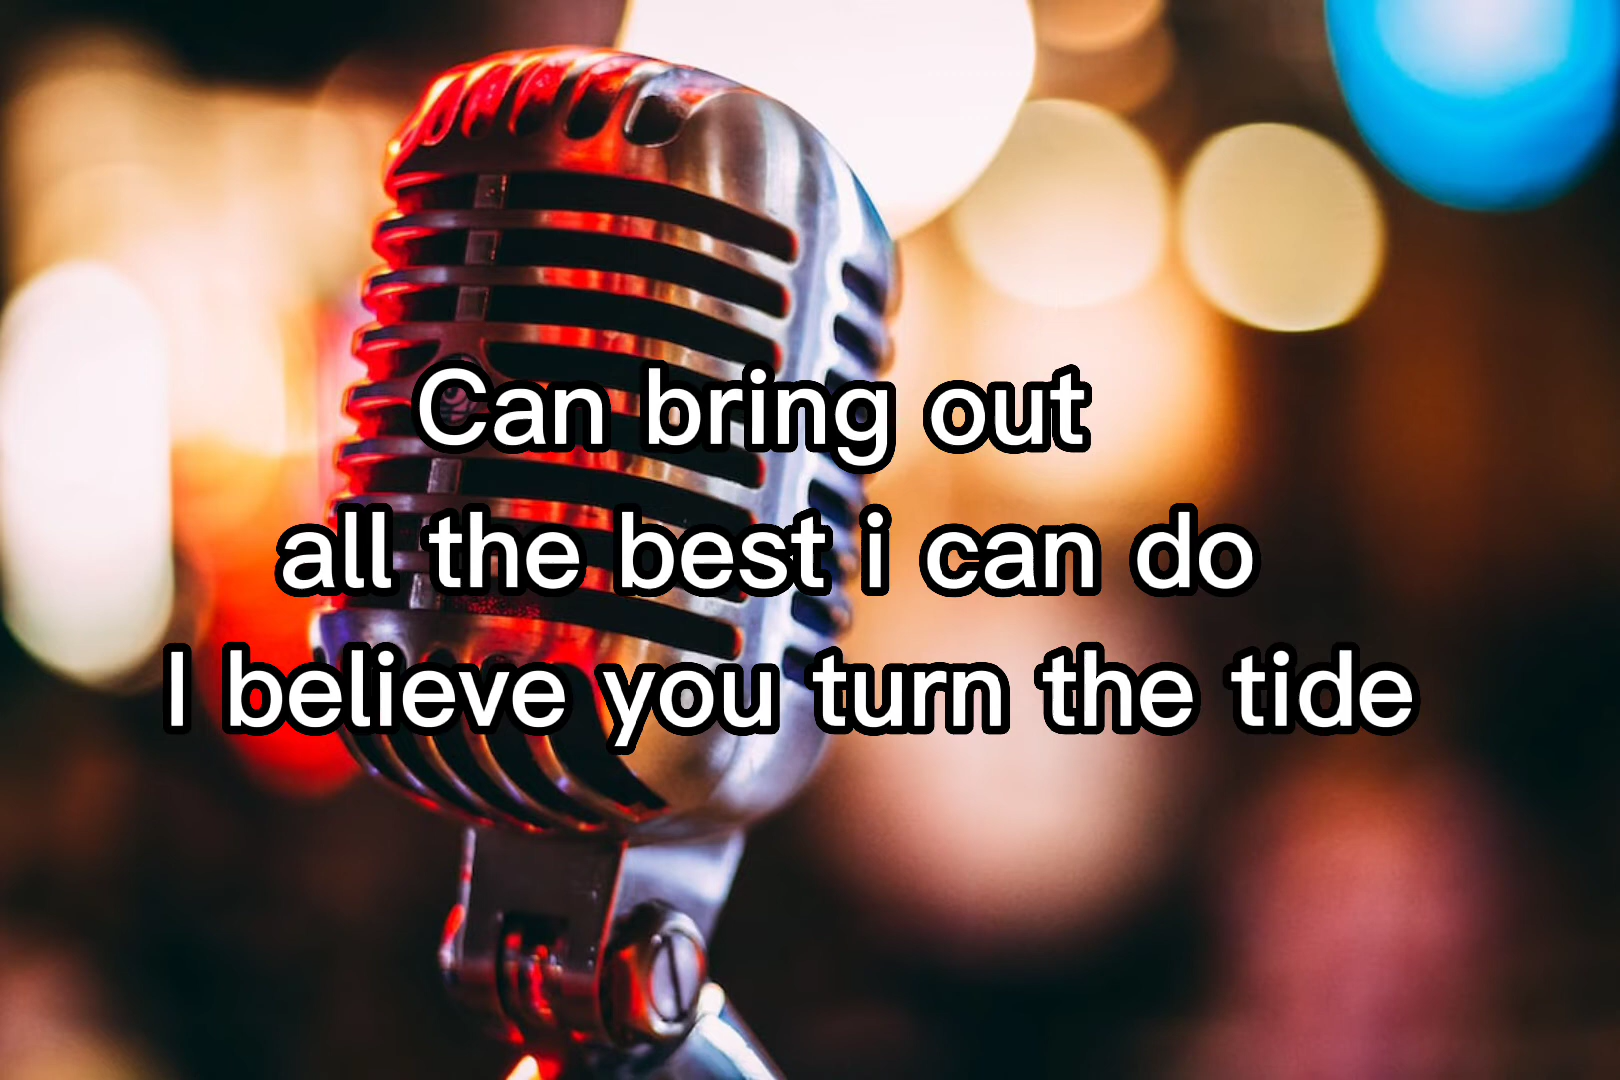 Can bring out
all the best i can do
I believe you turn the tide